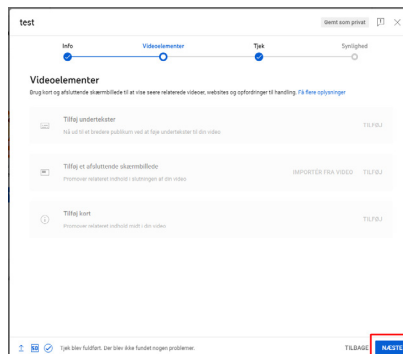 test
Gemt som privat
Info
Videoelementer
Tjek
Synlighed
Videoelementer
Brug kort og afsluttende skærmbillede til at vise seere relaterede videoer, websites og opfordringer til handling. Få flere oplysninger
Tilføj undertekster
Nå ud til et bredere publikum ved at føje undertekster til din video
TILFØJ
Tilføj et afsluttende skærmbillede
Promover relateret indhold i slutningen af din video
IMPORTÉR FRA VIDEO TILFØJ
Tilføj kort
Promover relateret indhold midt i din video
TILFØJ
SD
Tjek blev fuldført. Der blev ikke fundet nogen problemer.
TILBAGE
NÆSTE